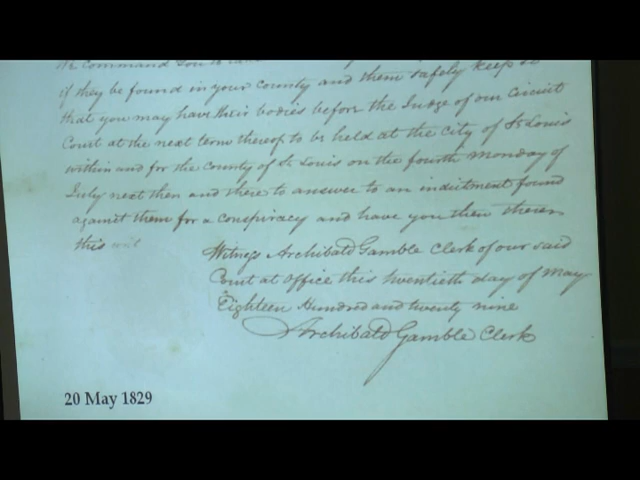 We command you to take
if they be found in your county and them safely keep so
that you may have their bodies before the Judge of our Circuit
Court at the next term thereof to be held at the City of St Louis
within and for the county of St Louis on the fourth Monday of
July next then and there to answer to an indictment found
against them for a conspiracy and have you then there
this writ
Witness Archibald Gamble Clerk of our said
Court at office this twentieth day of May
Eighteen Hundred and twenty nine
Archibald Gamble Clerk
20 May 1829